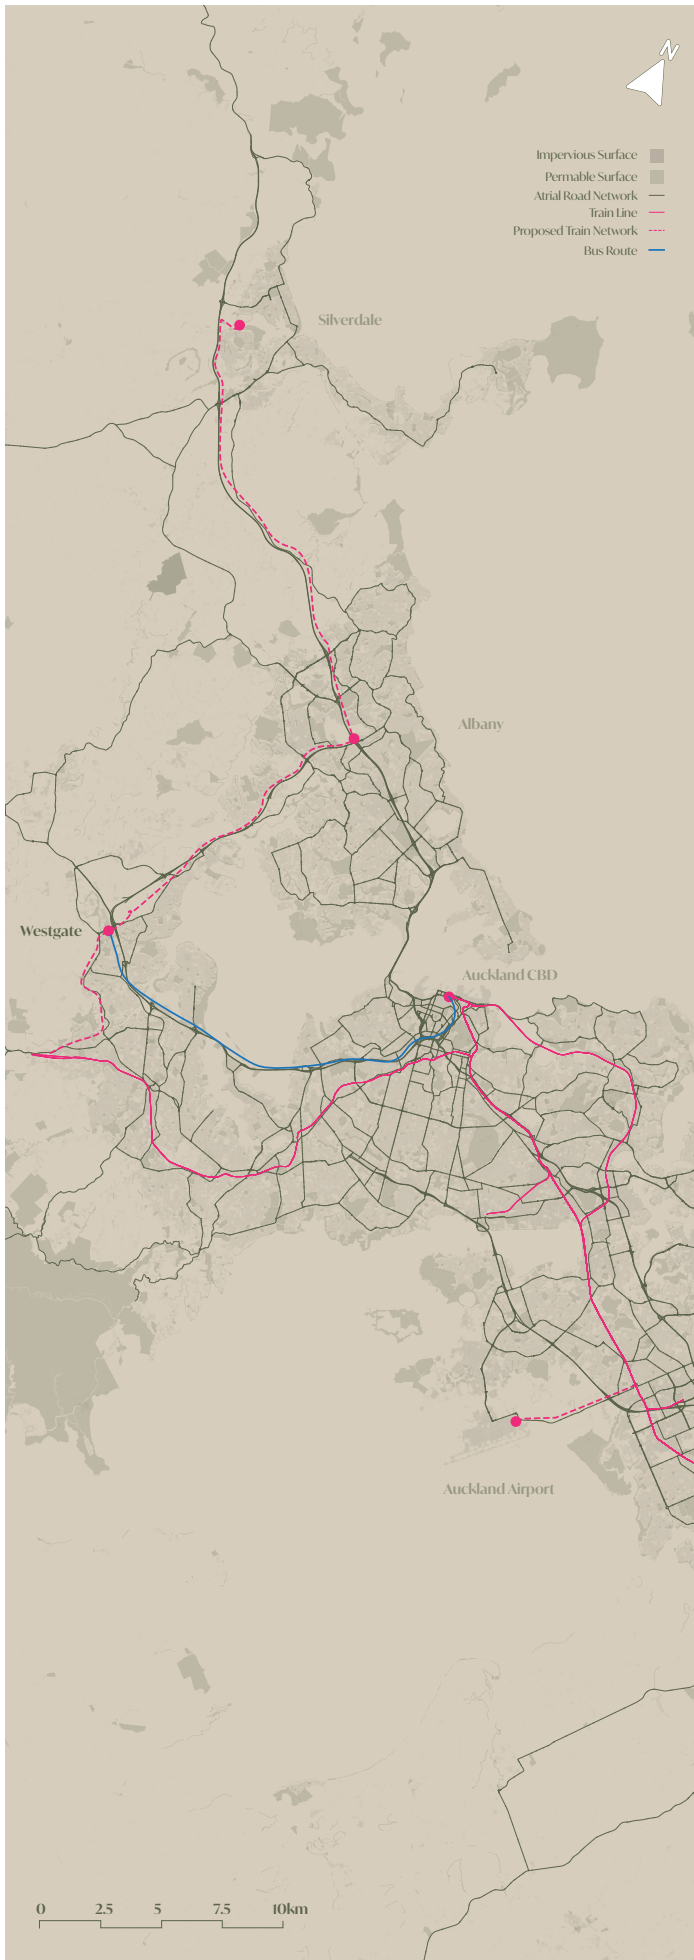 N
Impervious Surface
Permable Surface
Atrial Road Network
Train Line
Proposed Train Network
Bus Route
Silverdale
Albany
Westgate
Auckland CBD
Auckland Airport
0 2.5 5 7.5 10km